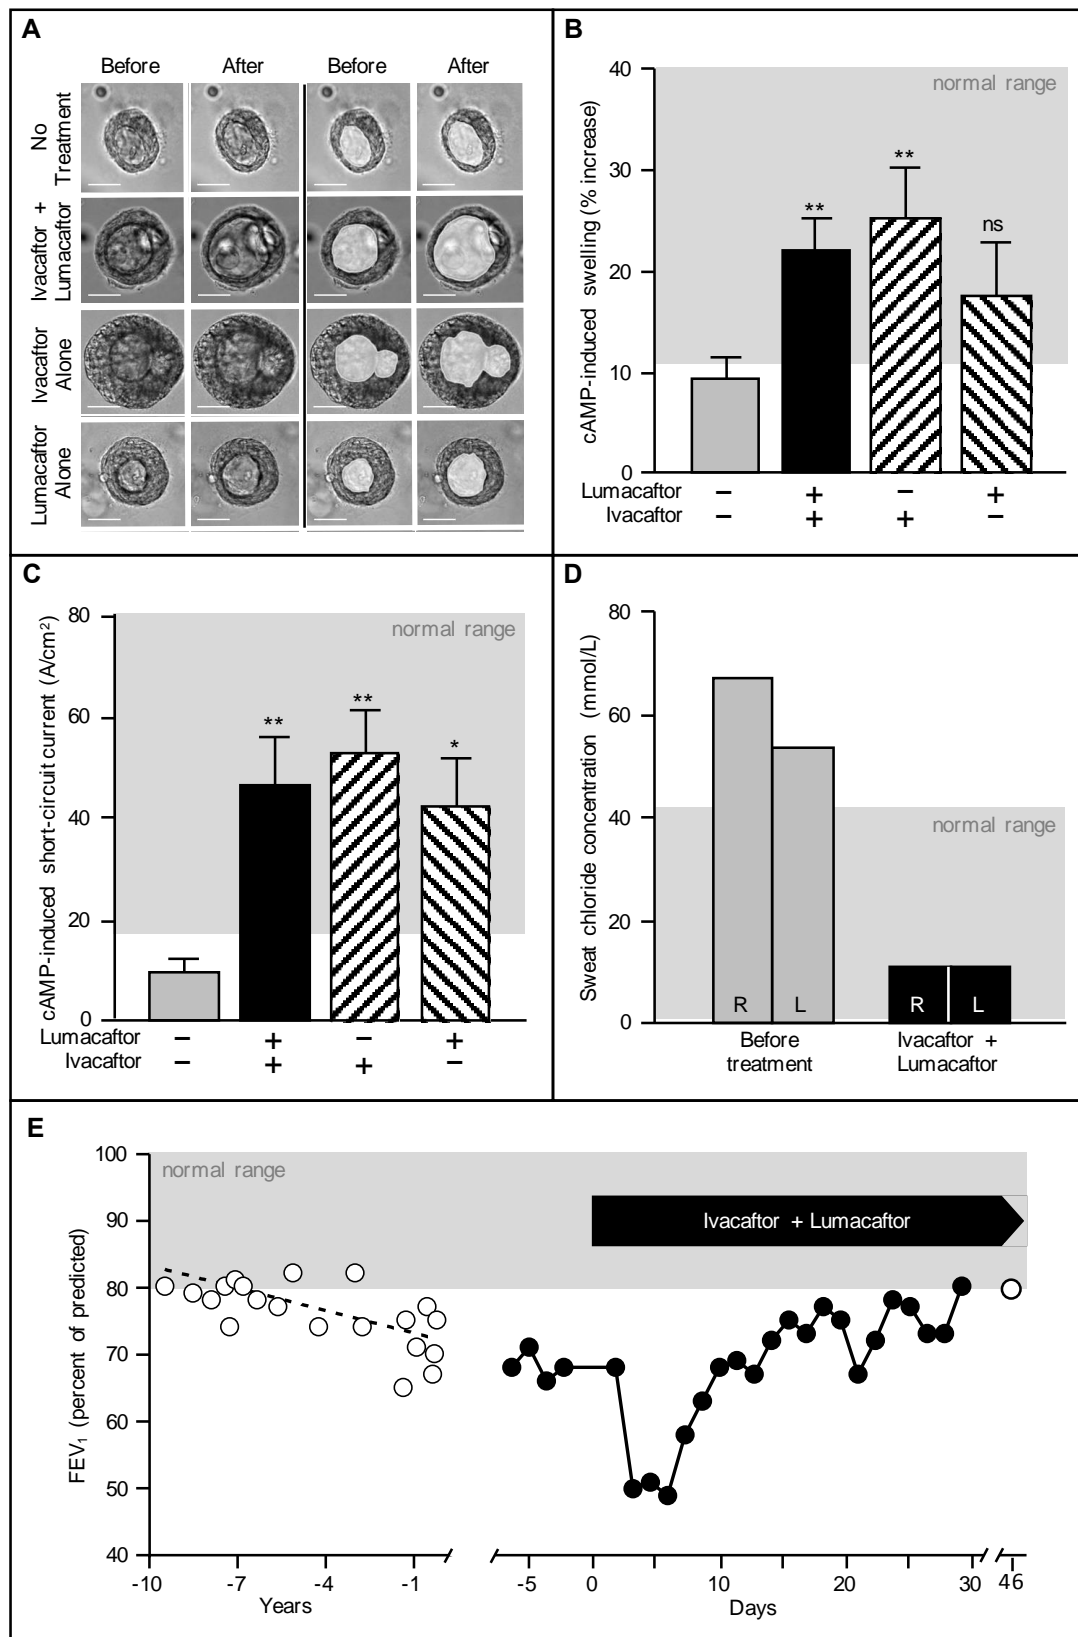 A
Before After Before After
No
Treatment
Ivacaftor +
Lumacaftor
Ivacaftor
Alone
Lumacaftor
Alone
B
cAMP-induced swelling (% increase)
40
30
20
10
0
normal range
** ** ns
Lumacaftor − + − +
Ivacaftor − + + −
C
cAMP-induced short-circuit current (A/cm²)
80
60
40
20
0
normal range
** ** *
Lumacaftor − + − +
Ivacaftor − + + −
D
Sweat chloride concentration (mmol/L)
80
60
40
20
0
normal range
R L R L
Before
treatment
Ivacaftor +
Lumacaftor
E
FEV₁ (percent of predicted)
100
90
80
70
60
50
40
normal range
Ivacaftor + Lumacaftor
-10 -7 -4 -1 -5 0 10 20 30 46
Years Days